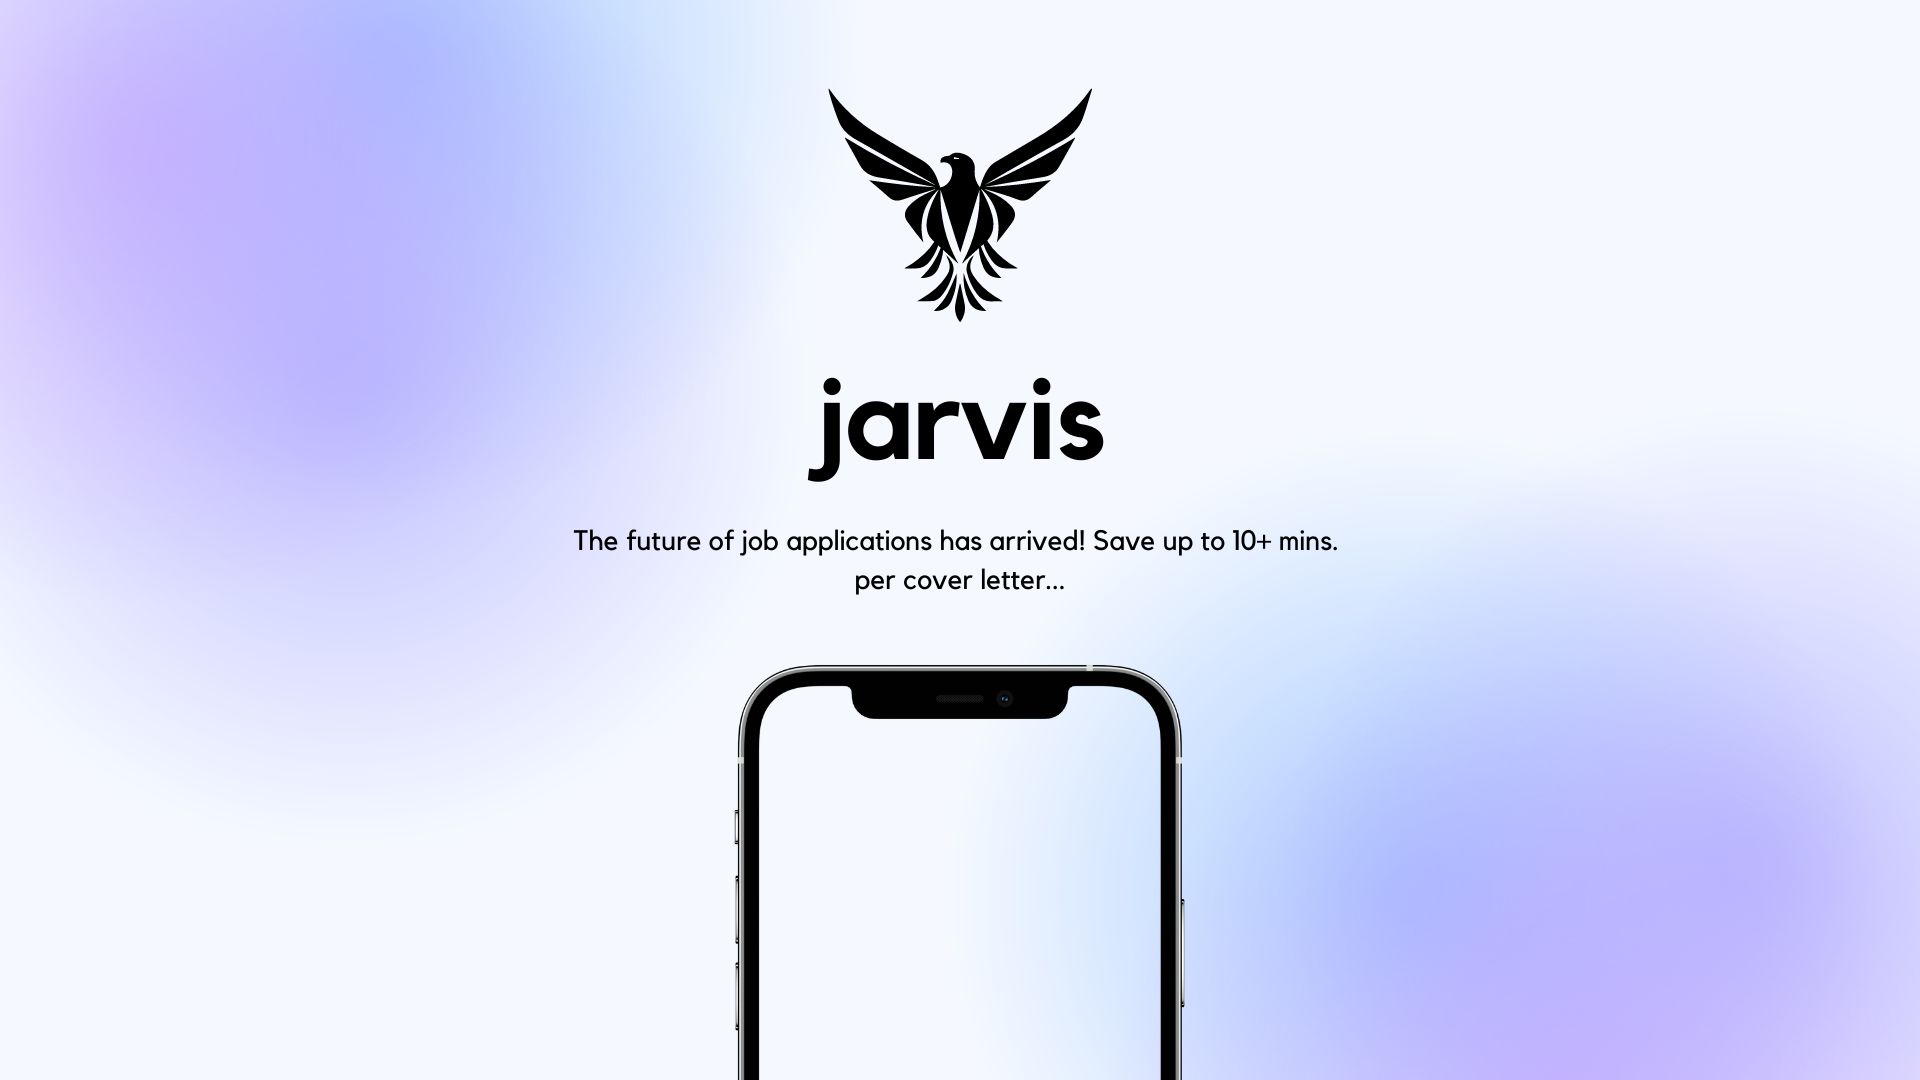 jarvis
The future of job applications has arrived! Save up to 10+ mins.
per cover letter...